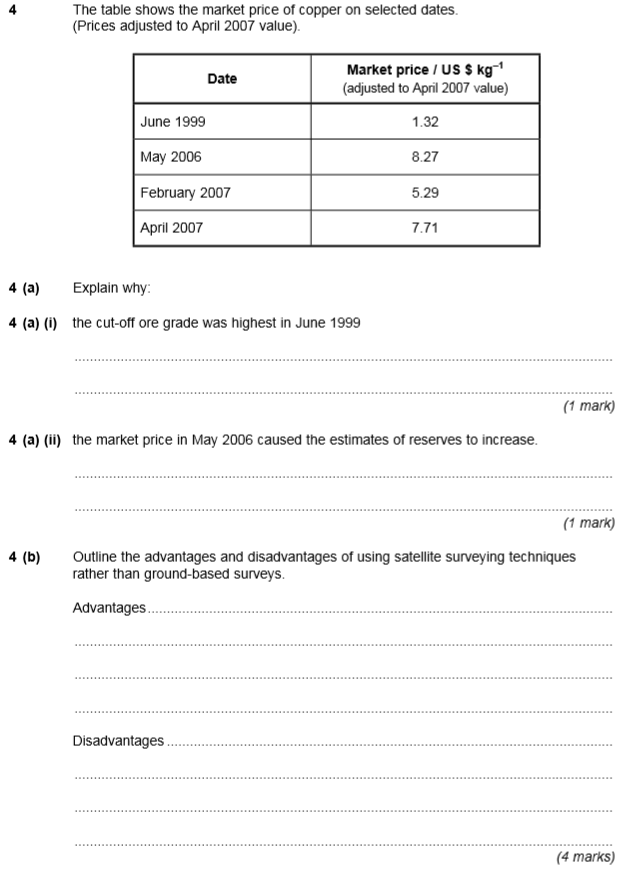 4 The table shows the market price of copper on selected dates.
(Prices adjusted to April 2007 value).
Date Market price / US $ kg⁻¹
(adjusted to April 2007 value)
June 1999 1.32
May 2006 8.27
February 2007 5.29
April 2007 7.71
4 (a) Explain why:
4 (a) (i) the cut-off ore grade was highest in June 1999
(1 mark)
4 (a) (ii) the market price in May 2006 caused the estimates of reserves to increase.
(1 mark)
4 (b) Outline the advantages and disadvantages of using satellite surveying techniques
rather than ground-based surveys.
Advantages
Disadvantages
(4 marks)